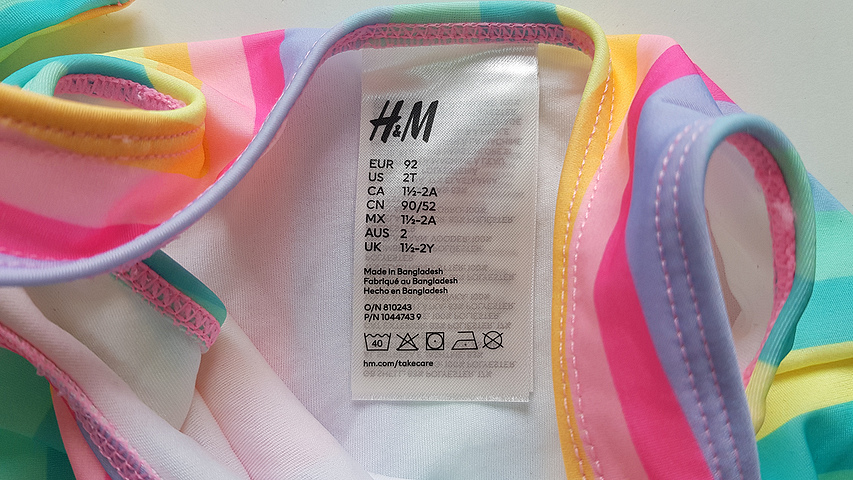 H&M
EUR 92
US 2T
CA 1½-2A
CN 90/52
MX 1½-2A
AUS 2
UK 1½-2Y
Made in Bangladesh
Fabriqué au Bangladesh
Hecho en Bangladesh
O/N 810243
P/N 1044743 9
40
hm.com/takecare